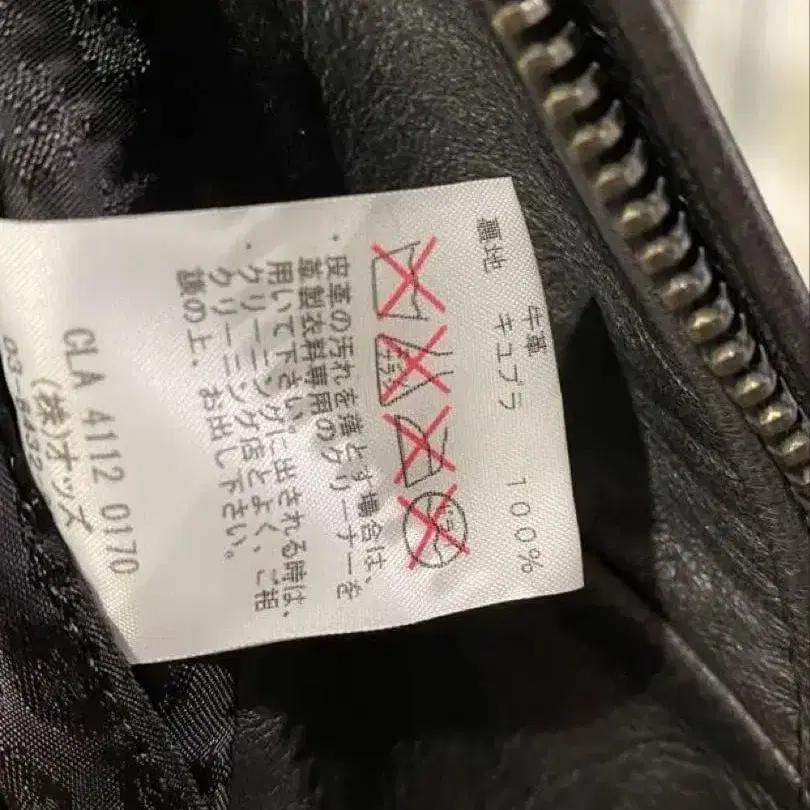 牛革
裏地 キュプラ 100%
ドライ
・皮革の汚れを落とす場合は、
革製衣料専用のクリーナーを
用いて下さい。
・クリーニングに出される時は、
クリーニング店とよく、ご相
談の上、お出し下さい。
CLA 4112 0170
(株)オッズ